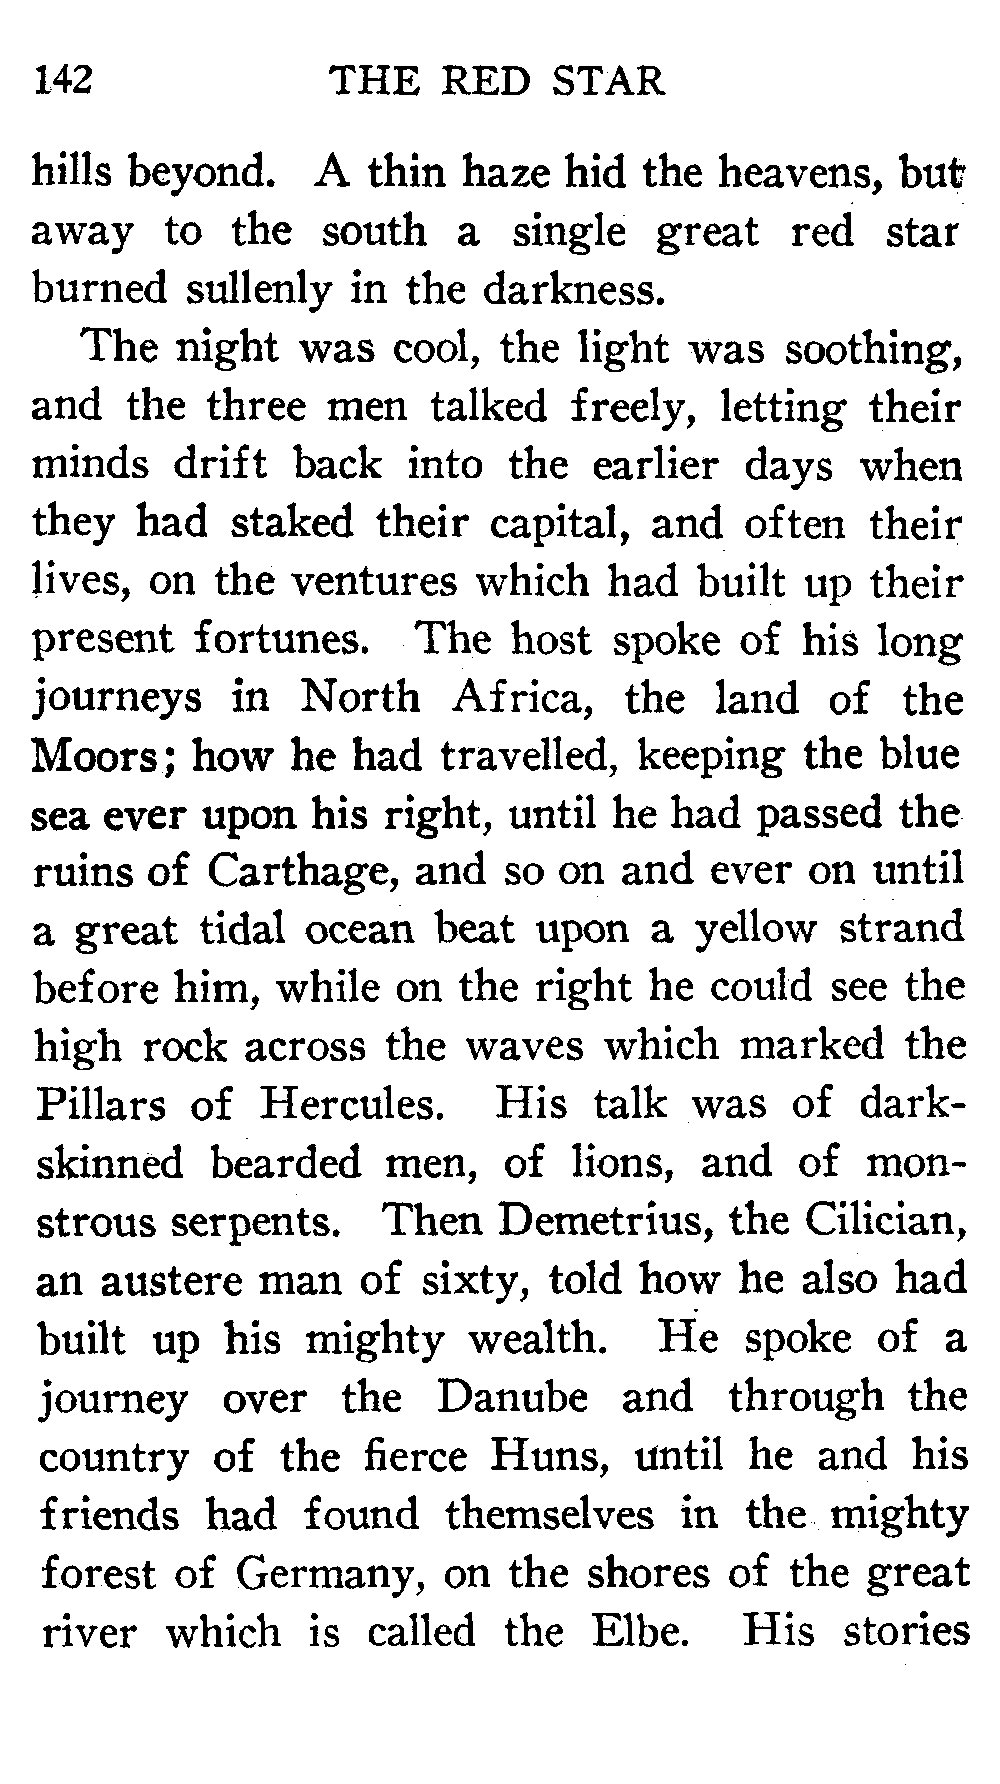 142 THE RED STAR
hills beyond. A thin haze hid the heavens, but
away to the south a single great red star
burned sullenly in the darkness.
The night was cool, the light was soothing,
and the three men talked freely, letting their
minds drift back into the earlier days when
they had staked their capital, and often their
lives, on the ventures which had built up their
present fortunes. The host spoke of his long
journeys in North Africa, the land of the
Moors; how he had travelled, keeping the blue
sea ever upon his right, until he had passed the
ruins of Carthage, and so on and ever on until
a great tidal ocean beat upon a yellow strand
before him, while on the right he could see the
high rock across the waves which marked the
Pillars of Hercules. His talk was of dark-
skinned bearded men, of lions, and of mon-
strous serpents. Then Demetrius, the Cilician,
an austere man of sixty, told how he also had
built up his mighty wealth. He spoke of a
journey over the Danube and through the
country of the fierce Huns, until he and his
friends had found themselves in the mighty
forest of Germany, on the shores of the great
river which is called the Elbe. His stories